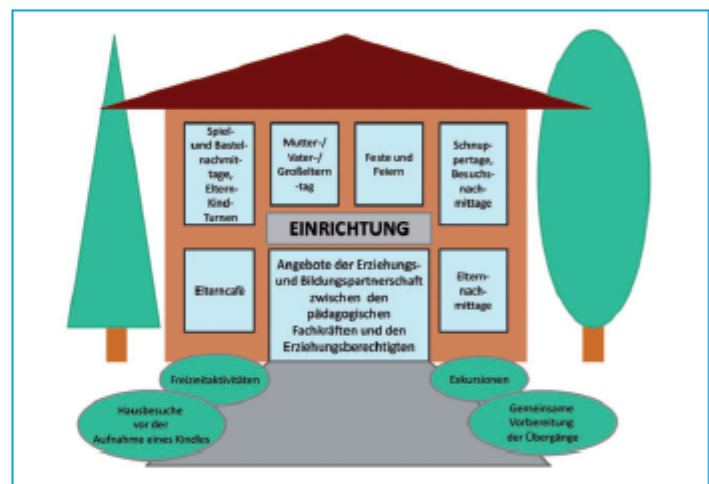 Spiel-
und Bastel-
nachmit-
tage,
Eltern-
Kind-
Turnen
Mutter-/
Vater-/
Großeltern
-tag
Feste und
Feiern
Schnup-
pertage,
Besuchs-
nach-
mittage
EINRICHTUNG
Elterncafé
Angebote der Erziehungs-
und Bildungspartnerschaft
zwischen den
pädagogischen
Fachkräften und den
Erziehungsberechtigten
Eltern-
nach-
mittage
Freizeitaktivitäten
Exkursionen
Hausbesuche
vor der
Aufnahme eines Kindes
Gemeinsame
Vorbereitung
der Übergänge